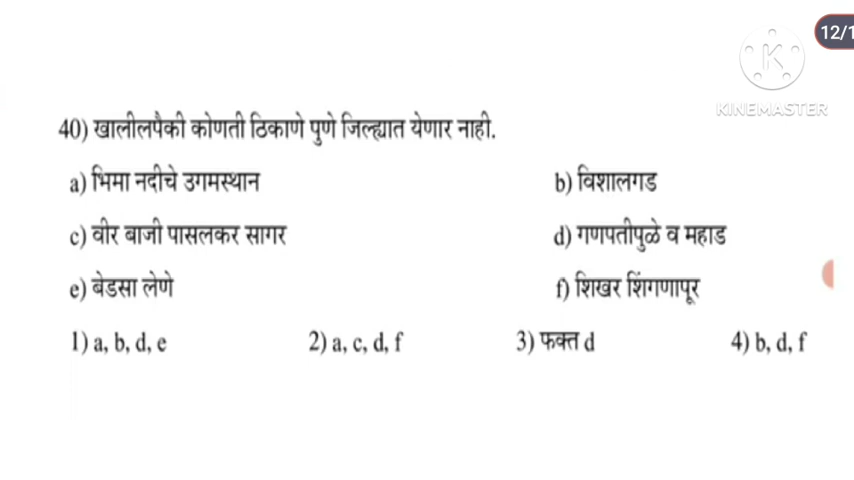 12/1
KINEMASTER
40) खालीलपैकी कोणती ठिकाणे पुणे जिल्ह्यात येणार नाही.
a) भिमा नदीचे उगमस्थान b) विशालगड
c) वीर बाजी पासलकर सागर d) गणपतीपुळे व महाड
e) बेडसा लेणे f) शिखर शिंगणापूर
1) a, b, d, e 2) a, c, d, f 3) फक्त d 4) b, d, f